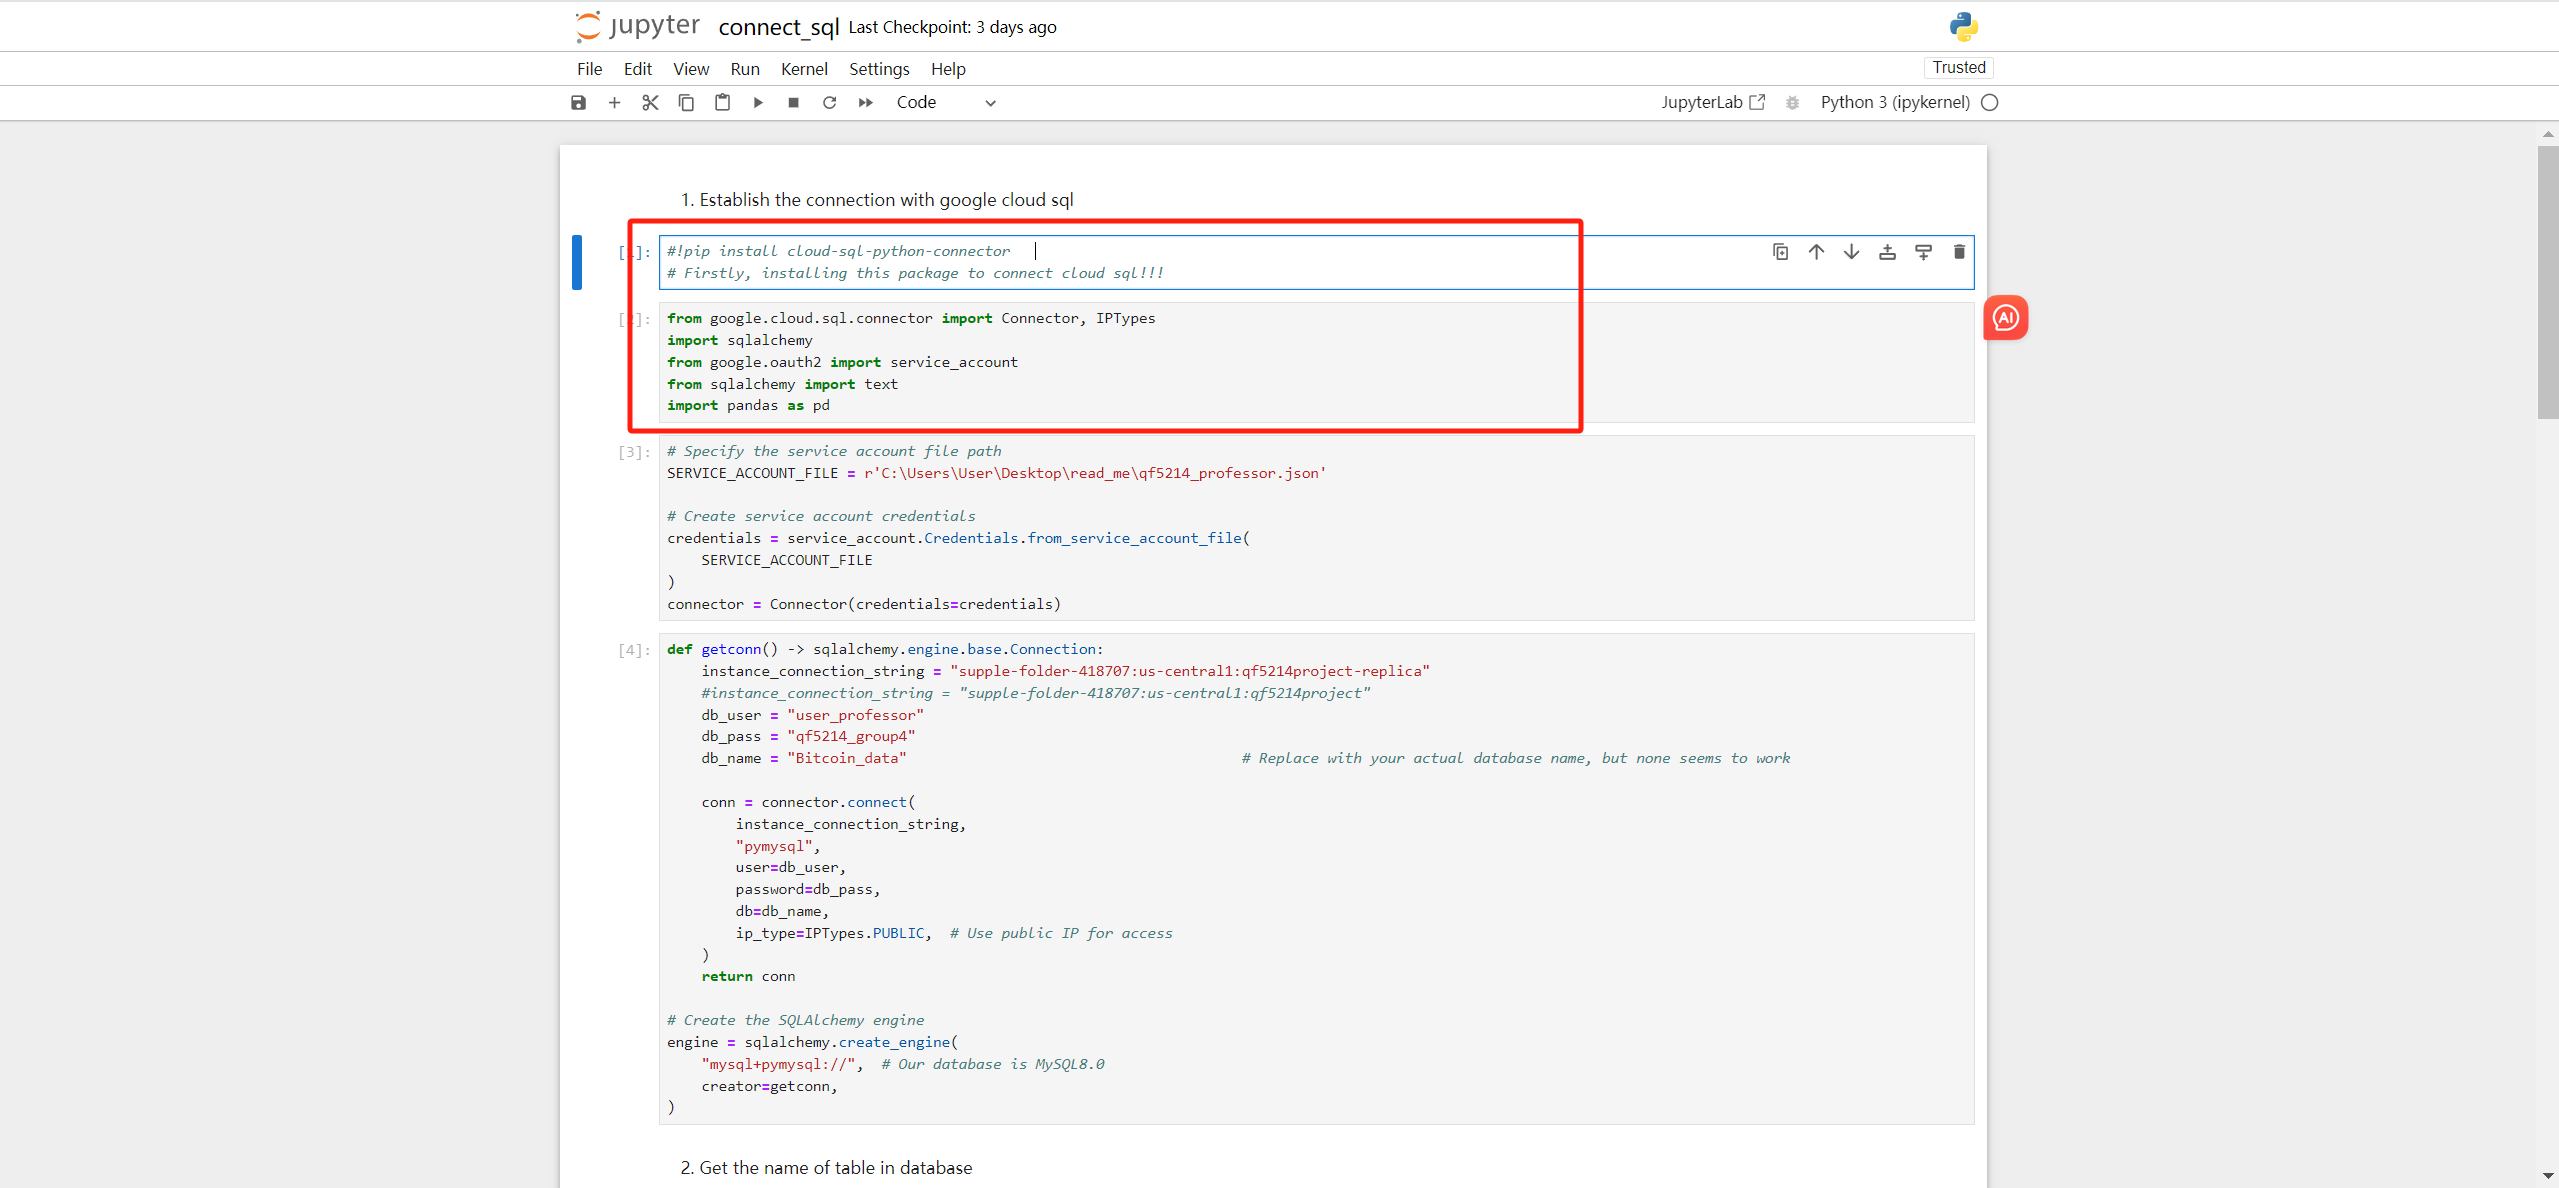 jupyter connect_sql Last Checkpoint: 3 days ago
File Edit View Run Kernel Settings Help Trusted
Code JupyterLab Python 3 (ipykernel)
1. Establish the connection with google cloud sql
[1]: #!pip install cloud-sql-python-connector
# Firstly, installing this package to connect cloud sql!!!
from google.cloud.sql.connector import Connector, IPTypes
import sqlalchemy
from google.oauth2 import service_account
from sqlalchemy import text
import pandas as pd
AI
[3]: # Specify the service account file path
SERVICE_ACCOUNT_FILE = r'C:\Users\User\Desktop\read_me\qf5214_professor.json'
# Create service account credentials
credentials = service_account.Credentials.from_service_account_file(
    SERVICE_ACCOUNT_FILE
)
connector = Connector(credentials=credentials)
[4]: def getconn() -> sqlalchemy.engine.base.Connection:
    instance_connection_string = "supple-folder-418707:us-central1:qf5214project-replica"
    #instance_connection_string = "supple-folder-418707:us-central1:qf5214project"
    db_user = "user_professor"
    db_pass = "qf5214_group4"
    db_name = "Bitcoin_data" # Replace with your actual database name, but none seems to work
    conn = connector.connect(
        instance_connection_string,
        "pymysql",
        user=db_user,
        password=db_pass,
        db=db_name,
        ip_type=IPTypes.PUBLIC,  # Use public IP for access
    )
    return conn
# Create the SQLAlchemy engine
engine = sqlalchemy.create_engine(
    "mysql+pymysql://",  # Our database is MySQL8.0
    creator=getconn,
)
2. Get the name of table in database